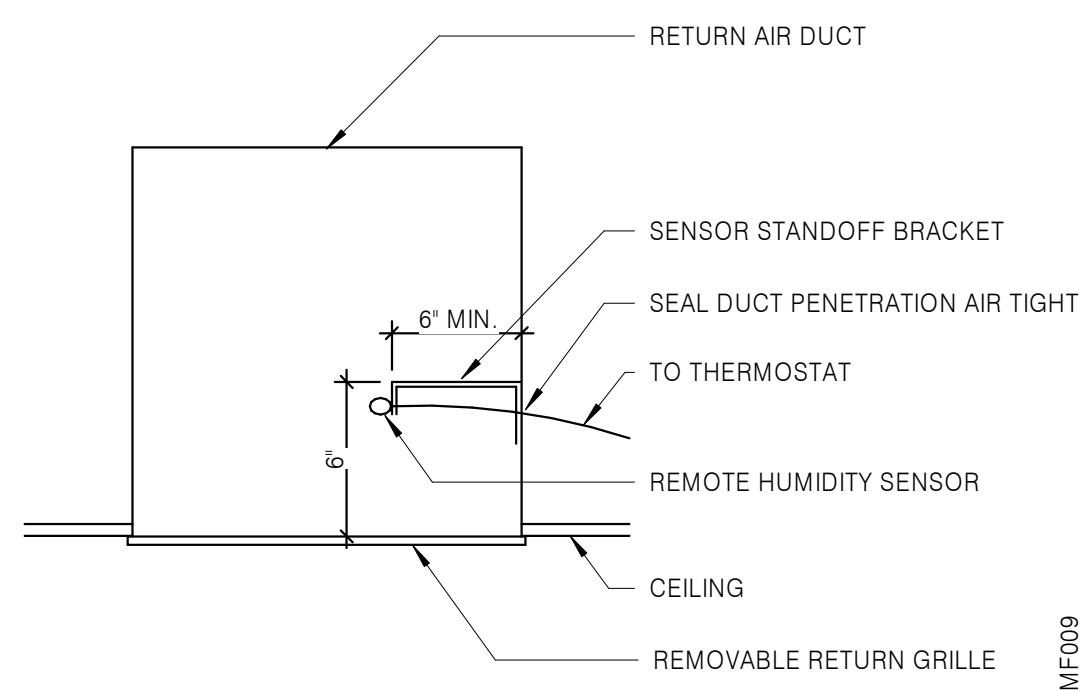 RETURN AIR DUCT
SENSOR STANDOFF BRACKET
SEAL DUCT PENETRATION AIR TIGHT
6" MIN.
TO THERMOSTAT
6"
REMOTE HUMIDITY SENSOR
CEILING
REMOVABLE RETURN GRILLE
MF009